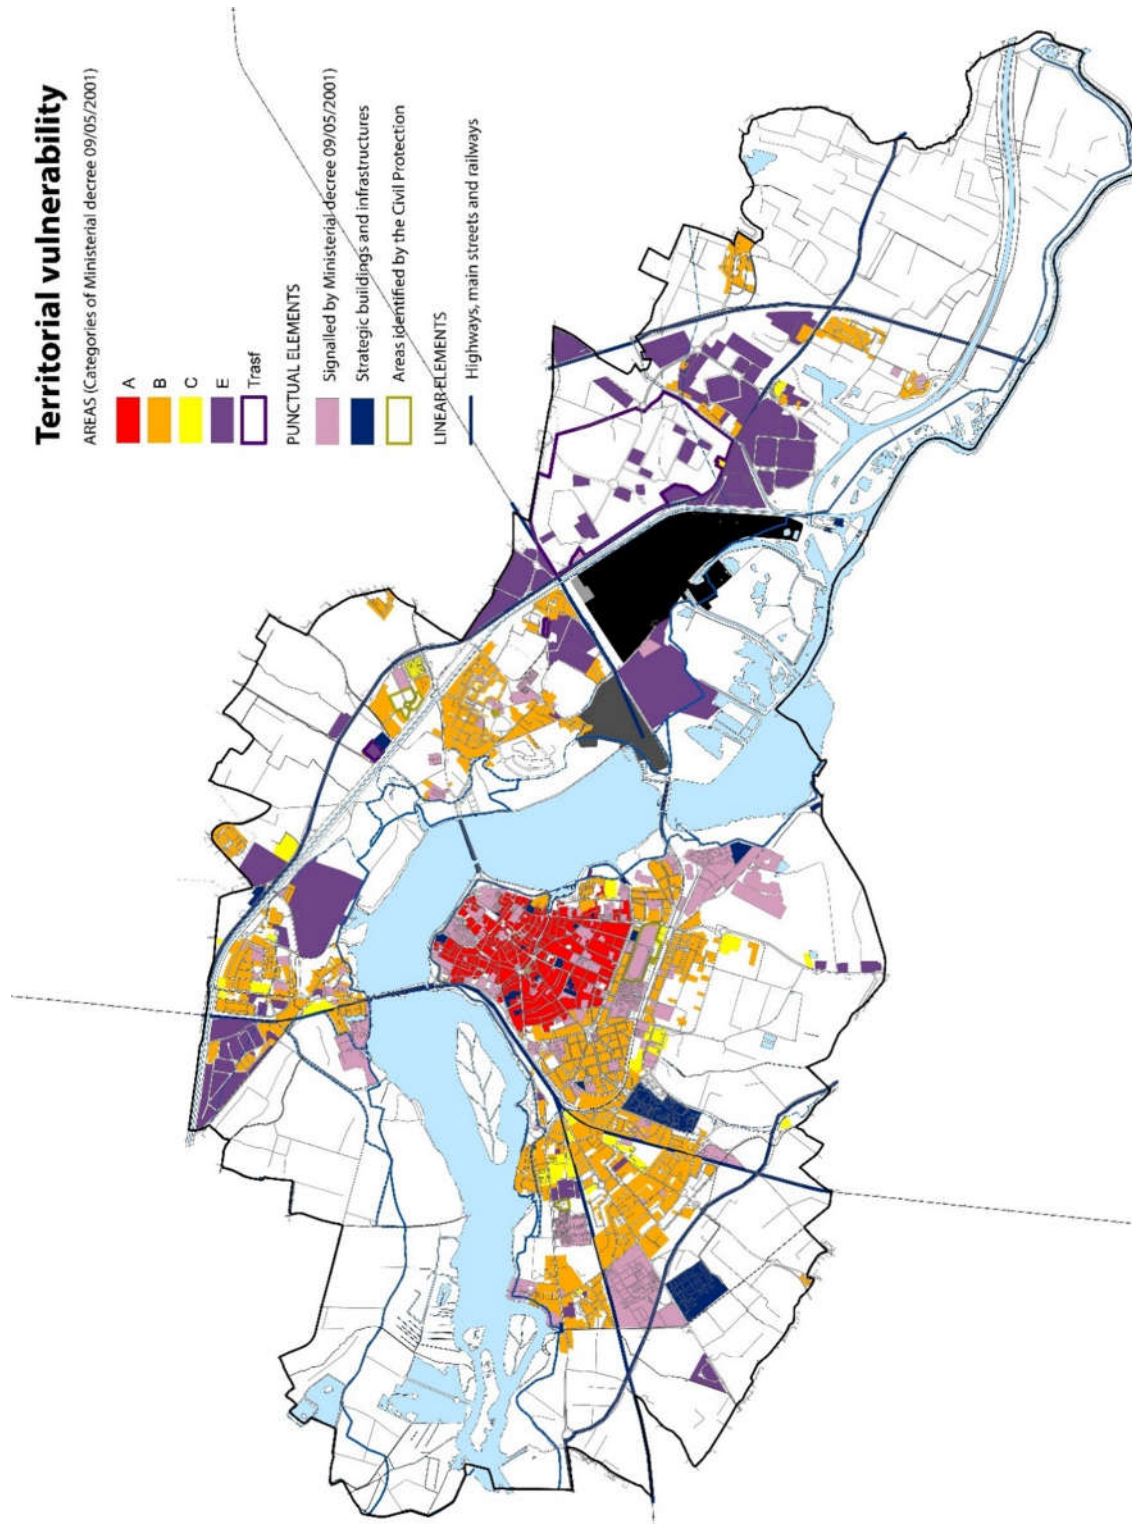 Territorial vulnerability
AREAS (Categories of Ministerial decree 09/05/2001)
A
B
C
E
Trasf
PUNCTUAL ELEMENTS
Signalled by Ministerial decree 09/05/2001)
Strategic buildings and infrastructures
Areas identified by the Civil Protection
LINEAR ELEMENTS
Highways, main streets and railways